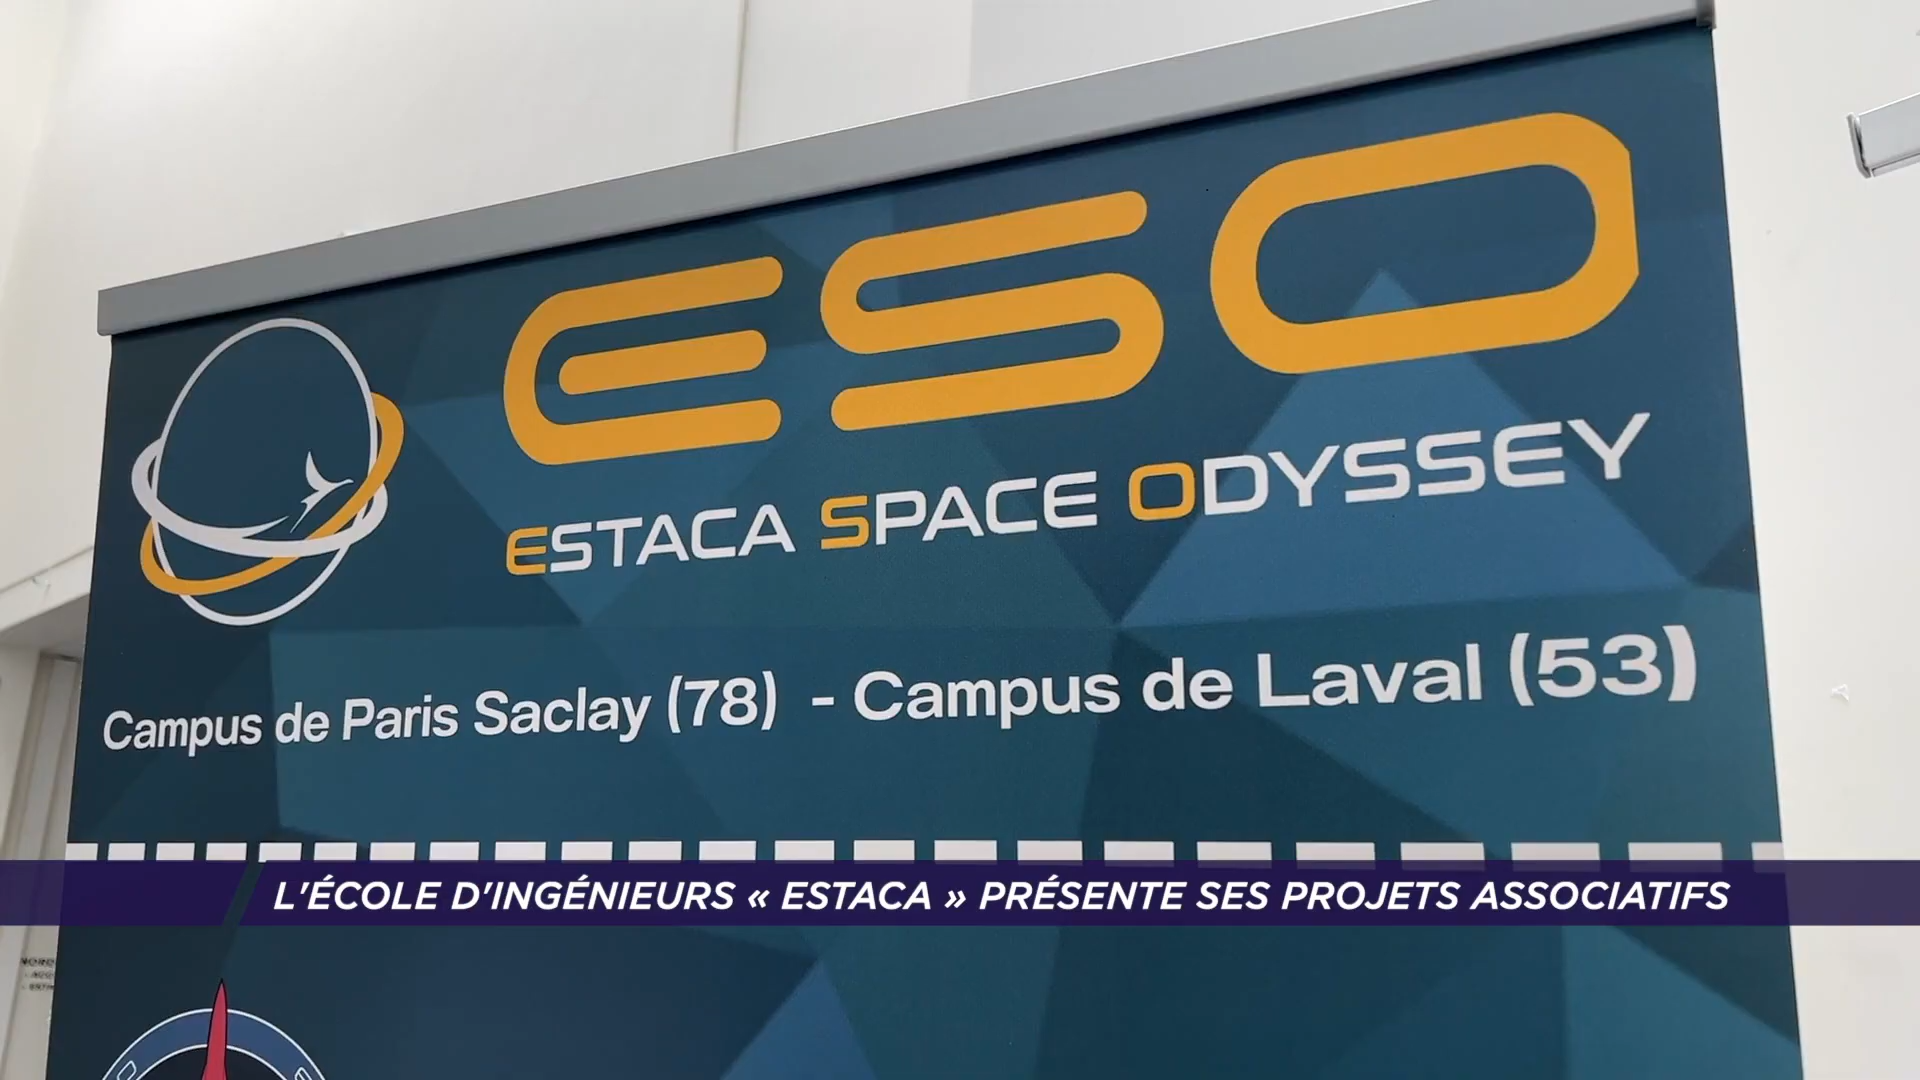 ESO
ESTACA SPACE ODYSSEY
Campus de Paris Saclay (78) - Campus de Laval (53)
L'ÉCOLE D'INGÉNIEURS « ESTACA » PRÉSENTE SES PROJETS ASSOCIATIFS